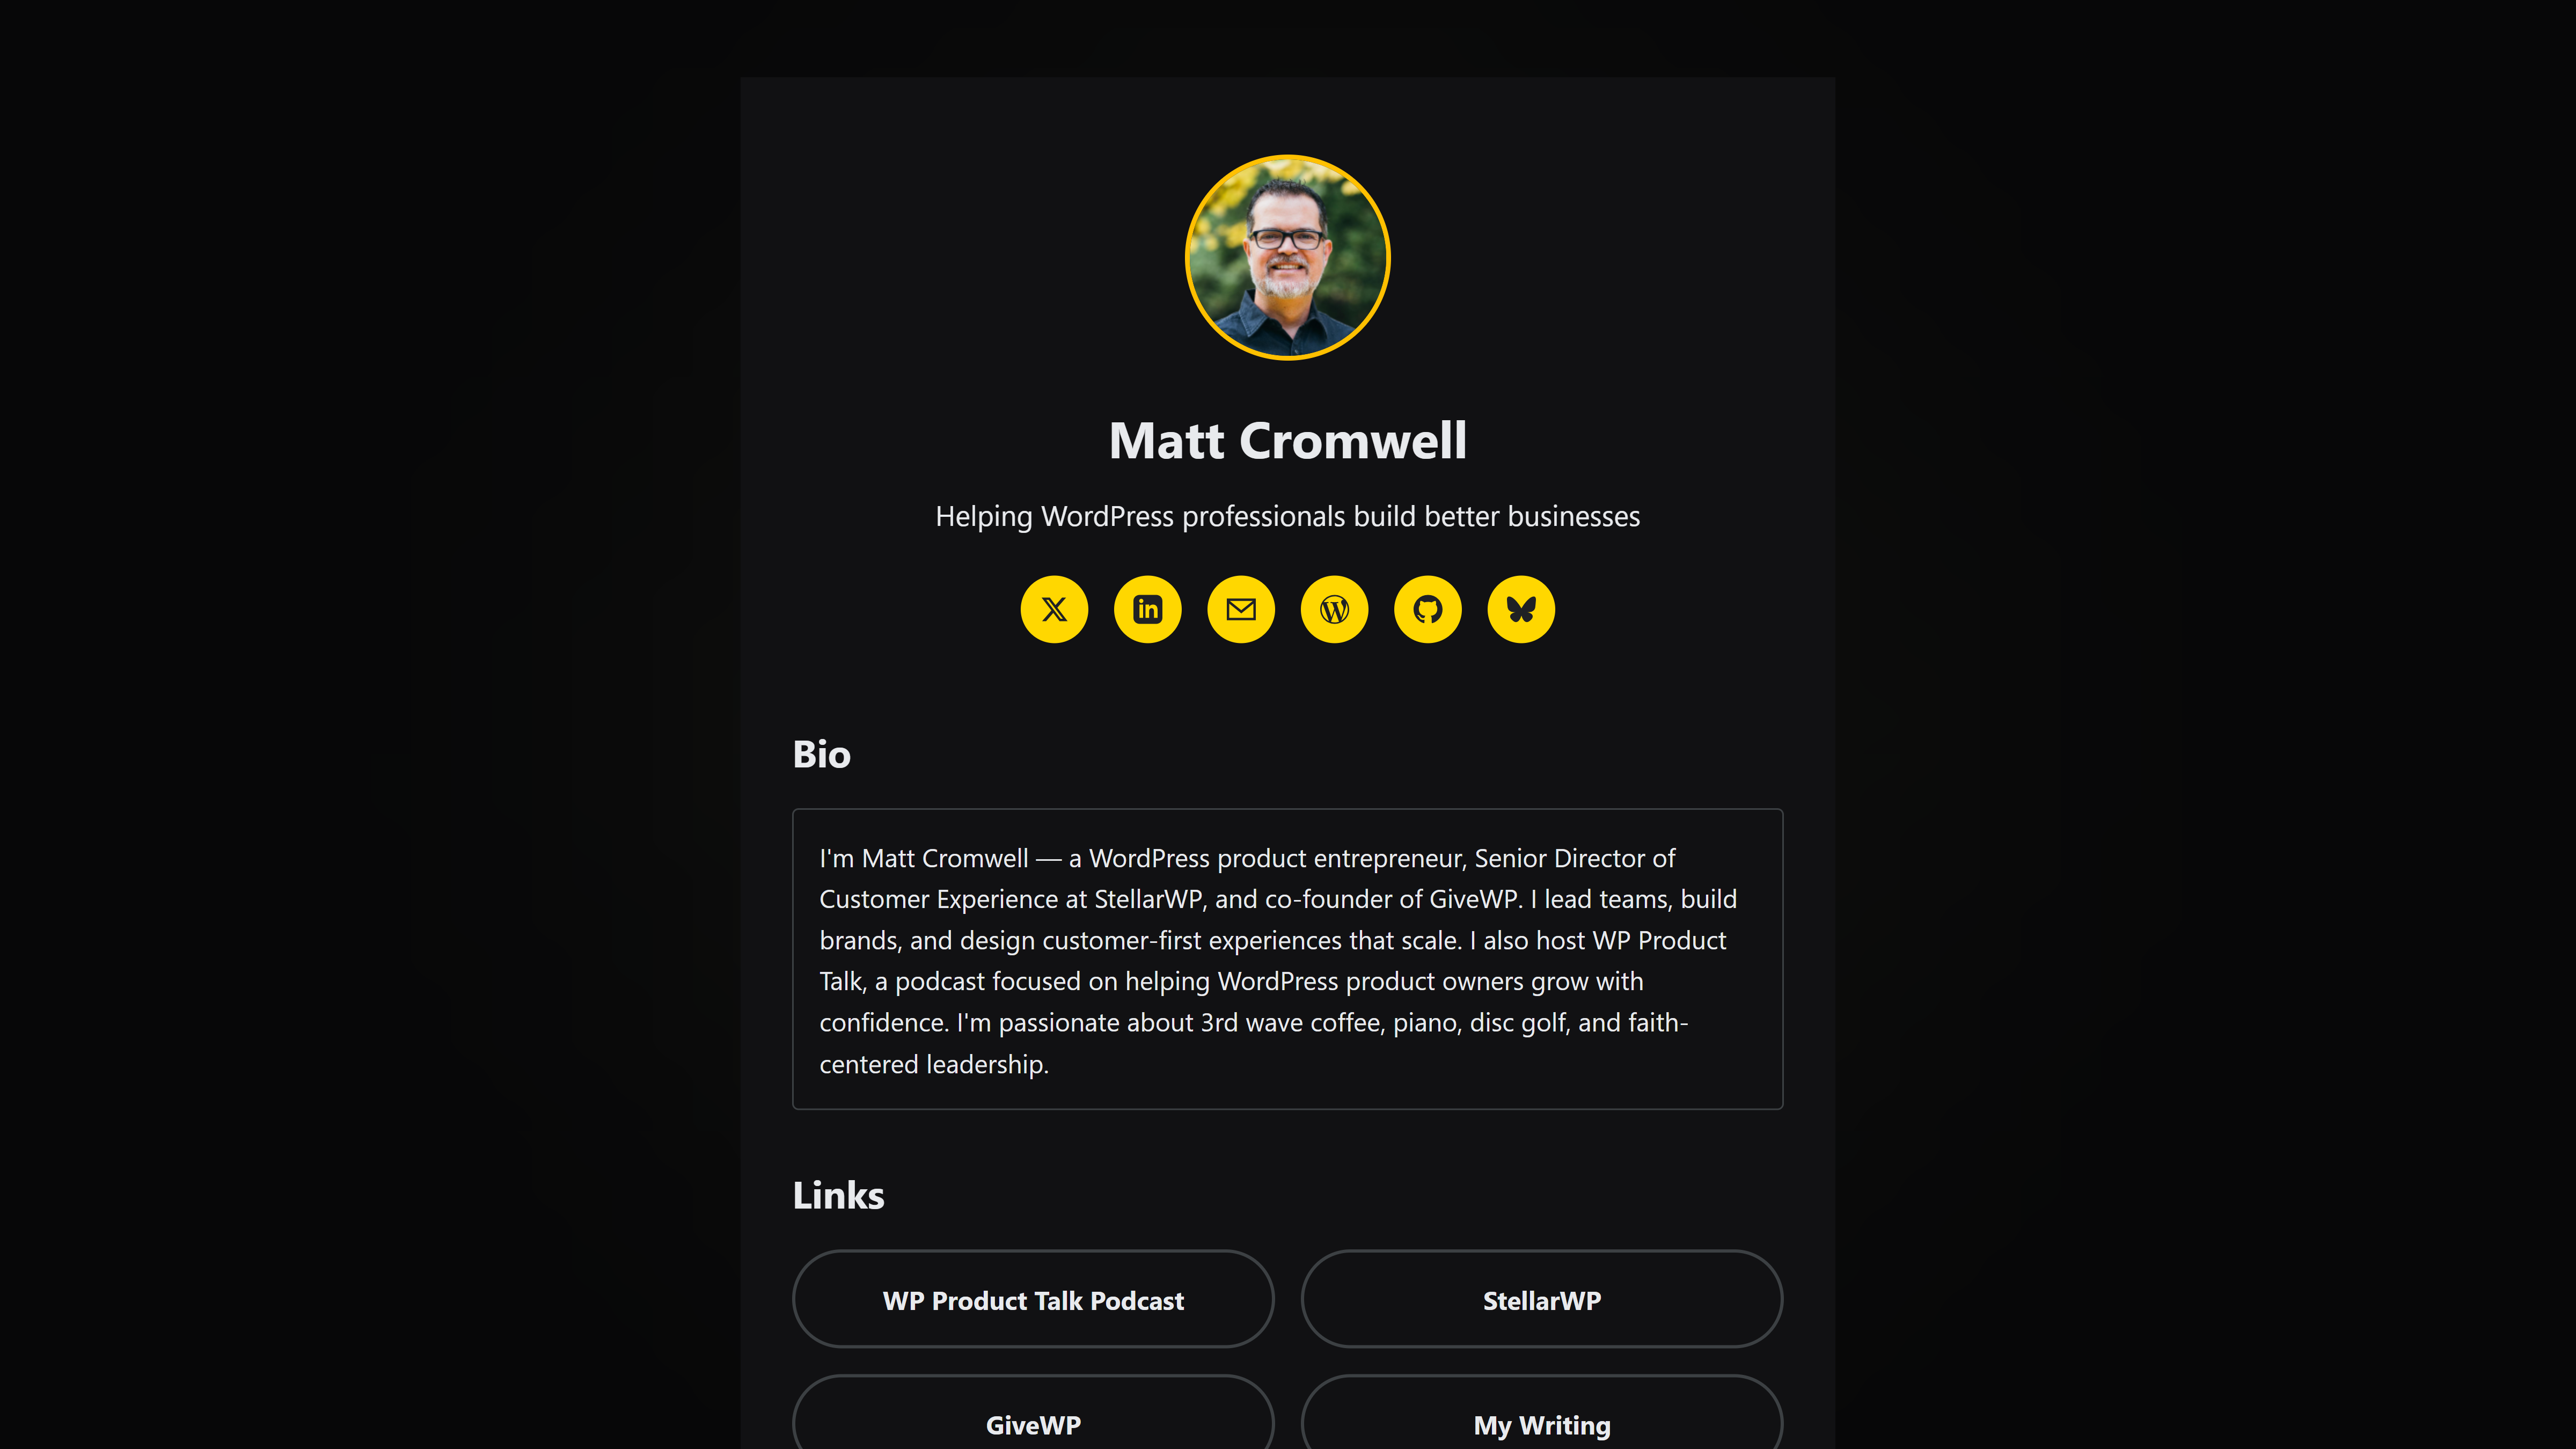 Matt Cromwell
Helping WordPress professionals build better businesses
Bio
I'm Matt Cromwell — a WordPress product entrepreneur, Senior Director of
Customer Experience at StellarWP, and co-founder of GiveWP. I lead teams, build
brands, and design customer-first experiences that scale. I also host WP Product
Talk, a podcast focused on helping WordPress product owners grow with
confidence. I'm passionate about 3rd wave coffee, piano, disc golf, and faith-
centered leadership.
Links
WP Product Talk Podcast
StellarWP
GiveWP
My Writing